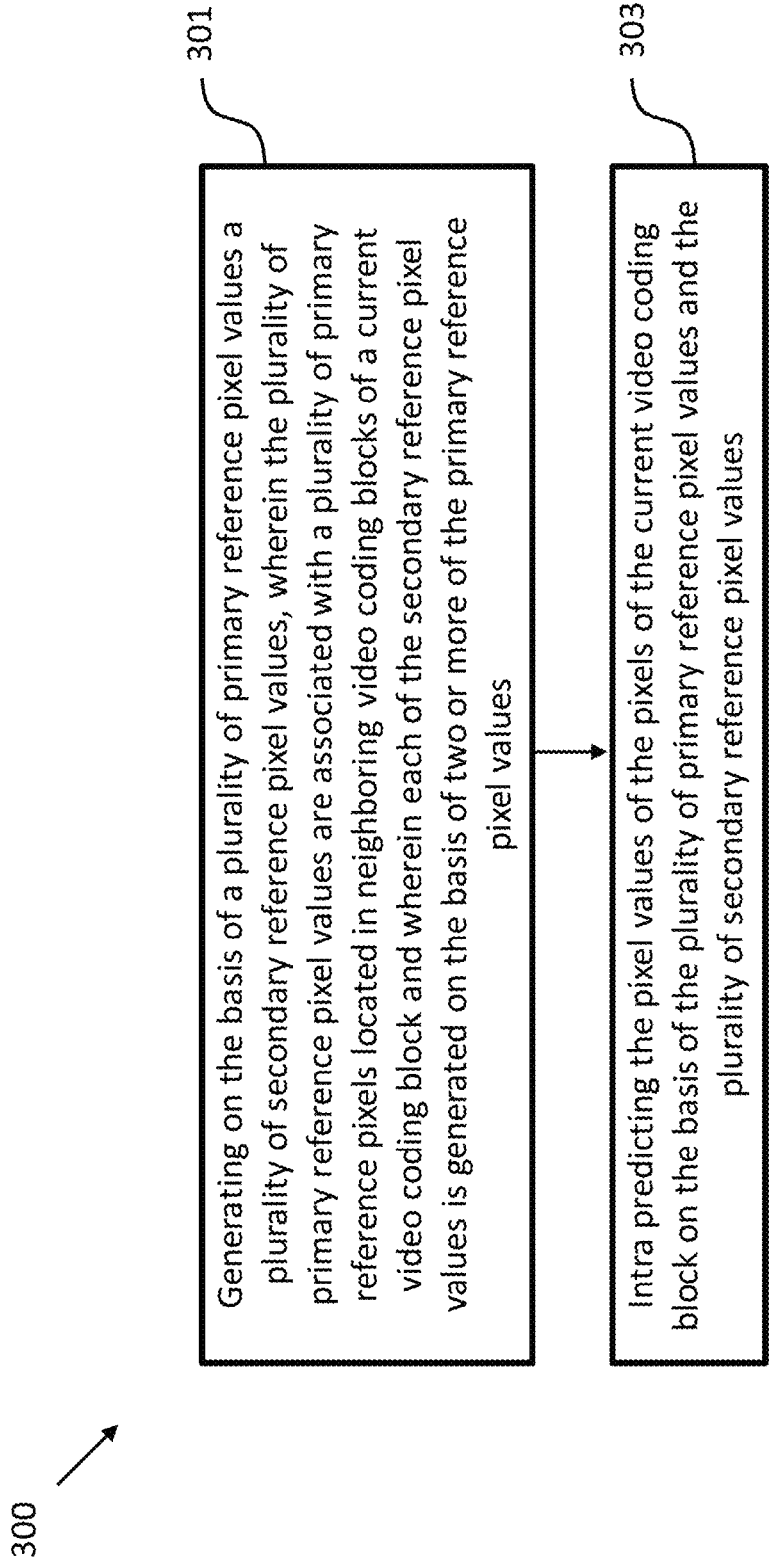 300
301
Generating on the basis of a plurality of primary reference pixel values a
plurality of secondary reference pixel values, wherein the plurality of
primary reference pixel values are associated with a plurality of primary
reference pixels located in neighboring video coding blocks of a current
video coding block and wherein each of the secondary reference pixel
values is generated on the basis of two or more of the primary reference
pixel values
303
Intra predicting the pixel values of the pixels of the current video coding
block on the basis of the plurality of primary reference pixel values and the
plurality of secondary reference pixel values